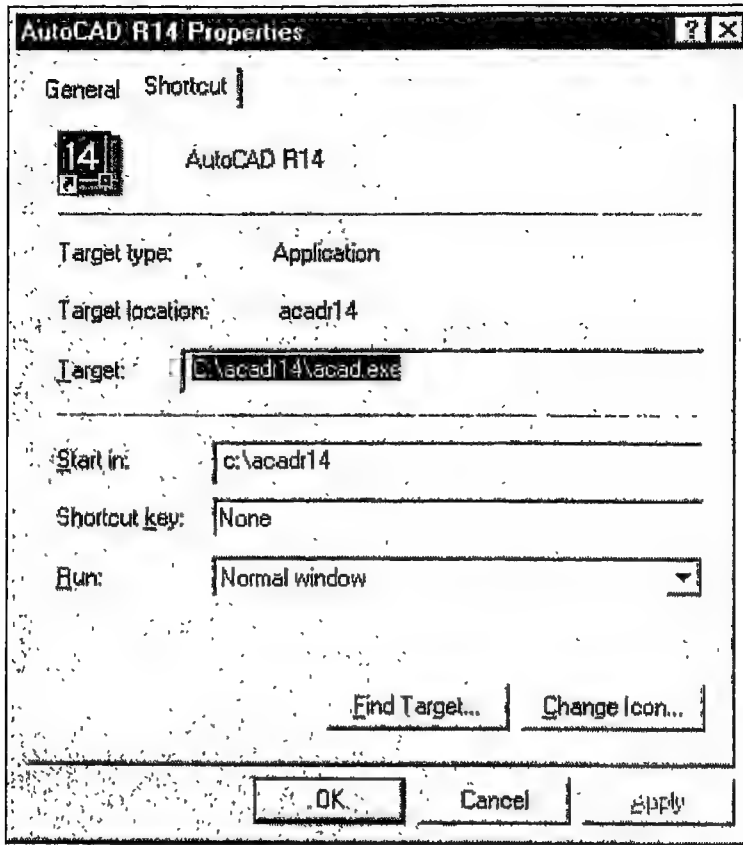 AutoCAD R14 Properties ? X
General Shortcut
14 AutoCAD R14
Target type: Application
Target location: acadr14
Target: C:\acadr14\acad.exe
Start in: c:\acadr14
Shortcut key: None
Run: Normal window
Find Target... Change Icon...
OK Cancel Apply